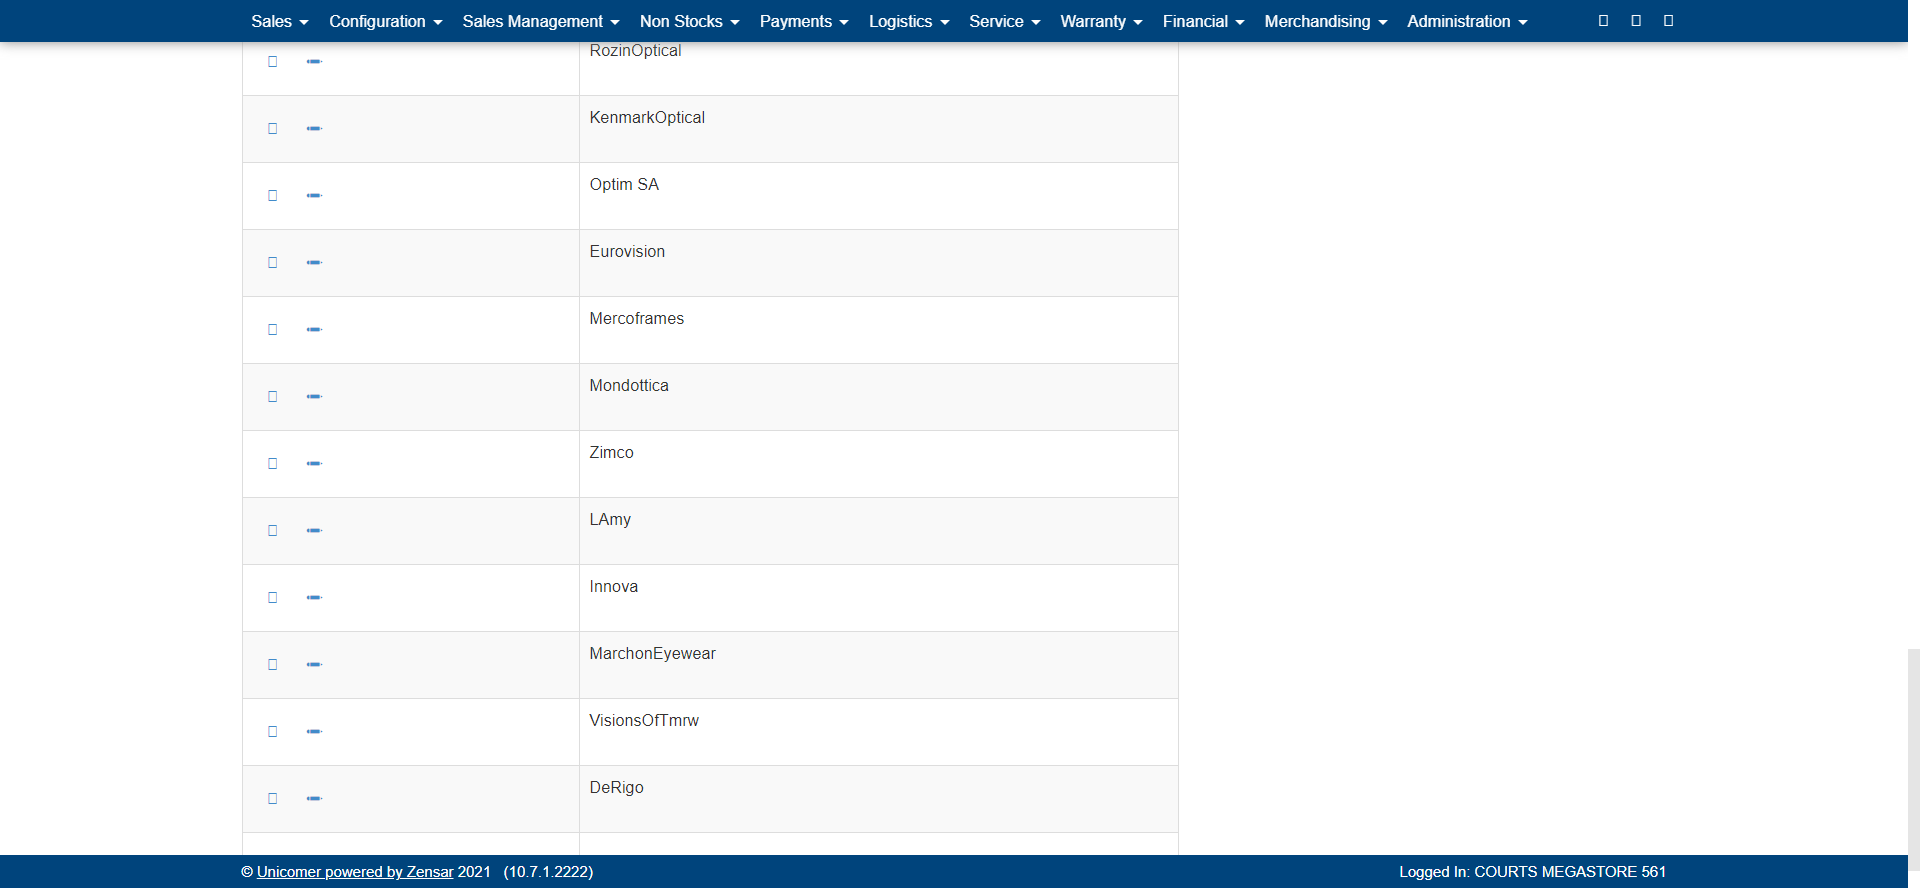 Sales Configuration Sales Management Non Stocks Payments Logistics Service Warranty Financial Merchandising Administration
RozinOptical
KenmarkOptical
Optim SA
Eurovision
Mercoframes
Mondottica
Zimco
LAmy
Innova
MarchonEyewear
VisionsOfTmrw
DeRigo
© Unicomer powered by Zensar 2021 (10.7.1.2222) Logged In: COURTS MEGASTORE 561